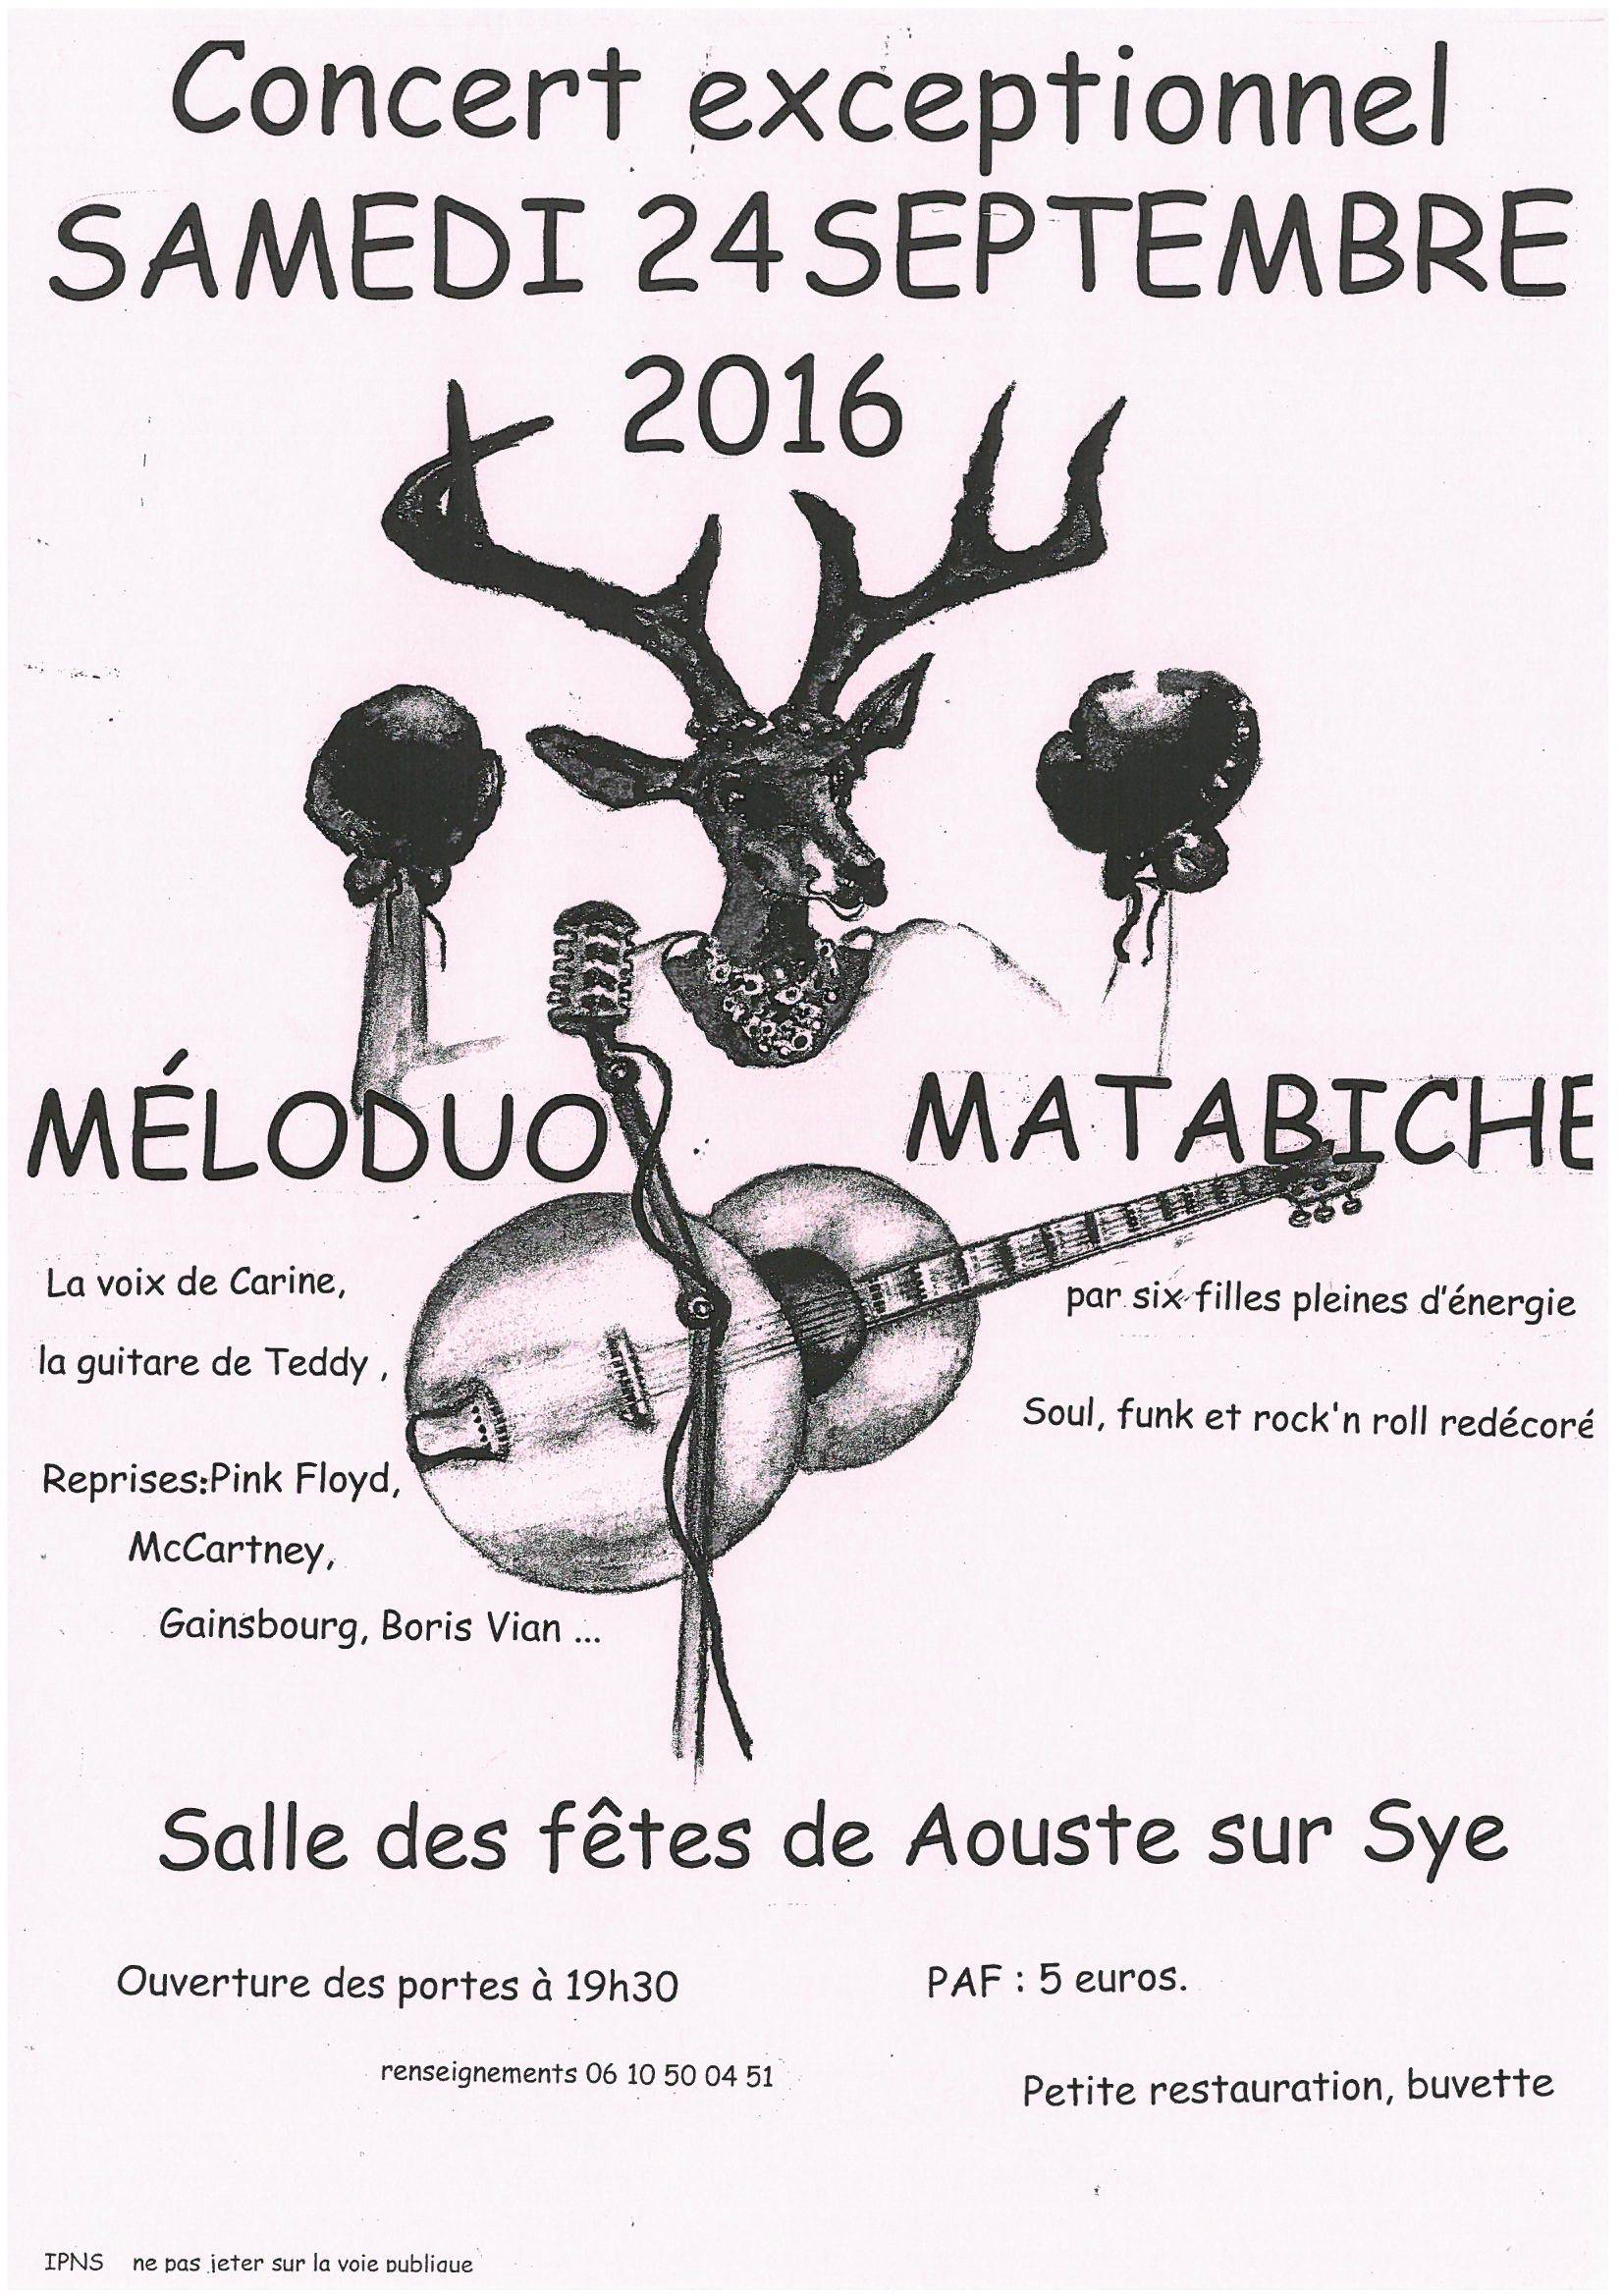 Concert exceptionnel
SAMEDI 24 SEPTEMBRE
2016
MÉLODUO
MATABICHE
La voix de Carine,
la guitare de Teddy ,
Reprises:Pink Floyd,
McCartney,
Gainsbourg, Boris Vian ...
par six filles pleines d'énergie
Soul, funk et rock'n roll redécoré
Salle des fêtes de Aouste sur Sye
Ouverture des portes à 19h30
PAF : 5 euros.
renseignements 06 10 50 04 51
Petite restauration, buvette
IPNS ne pas jeter sur la voie publique